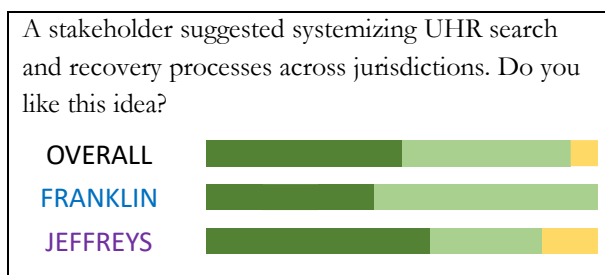 A stakeholder suggested systemizing UHR search
and recovery processes across jurisdictions. Do you
like this idea?
OVERALL
FRANKLIN
JEFFREYS